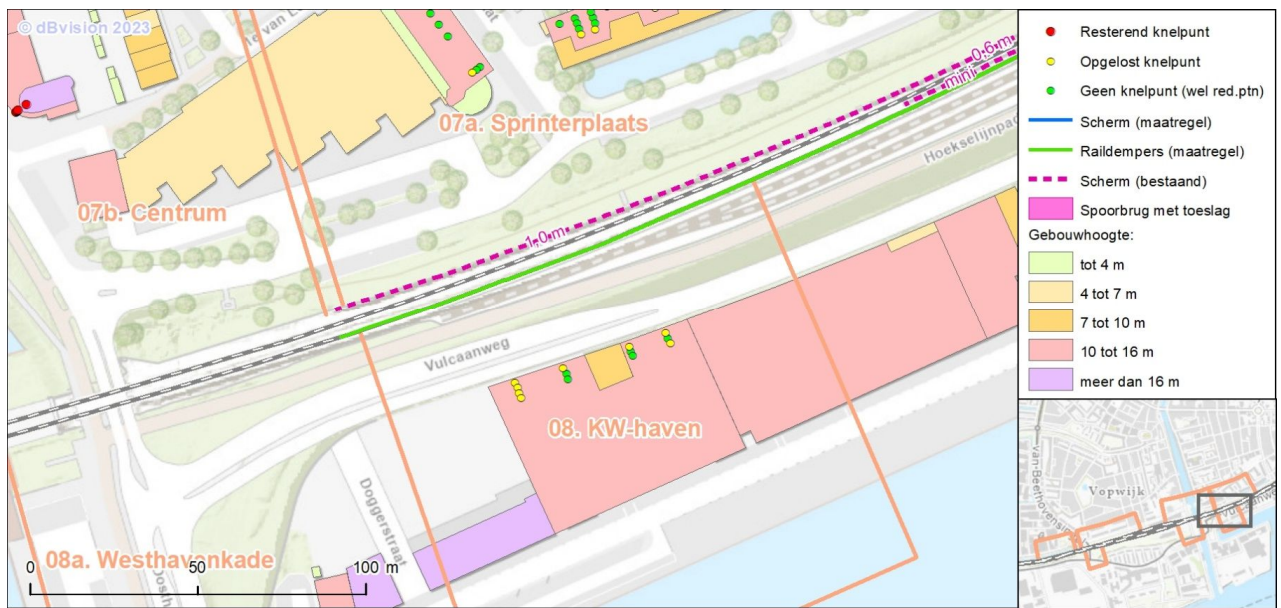 © dBvision 2023
07a. Sprinterplaats
07b. Centrum
1,0 m
0,6 m
mini
Hoekselijnpad
Vulcaanweg
08. KW-haven
Doggerstraat
08a. Westhavenkade
0 50 100 m
Resterend knelpunt
Opgelost knelpunt
Geen knelpunt (wel red.ptn)
Scherm (maatregel)
Raildempers (maatregel)
Scherm (bestaand)
Spoorbrug met toeslag
Gebouwhoogte:
tot 4 m
4 tot 7 m
7 tot 10 m
10 tot 16 m
meer dan 16 m
Vopwijk